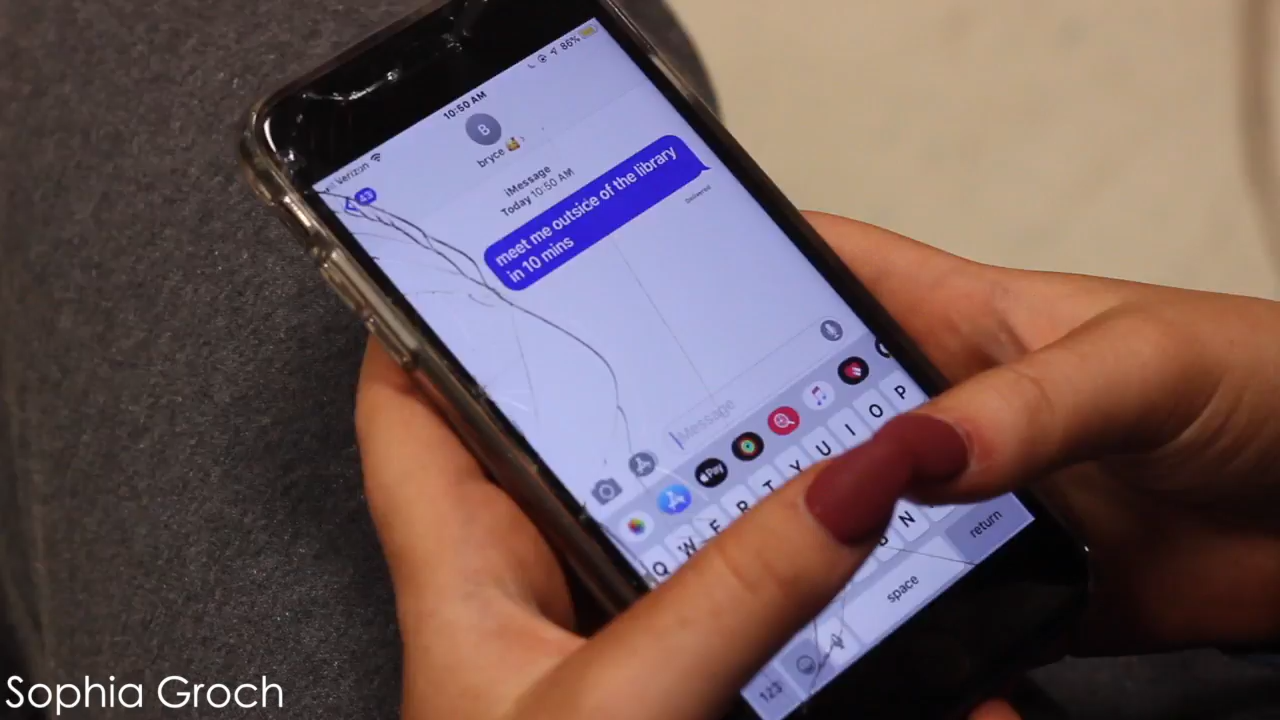 Verizon
86%
10:50 AM
43
B
bryce
iMessage
Today 10:50 AM
meet me outside of the library
in 10 mins
Delivered
Message
Pay
Q W E R T Y U I O P
B N
123
space
return
Sophia Groch